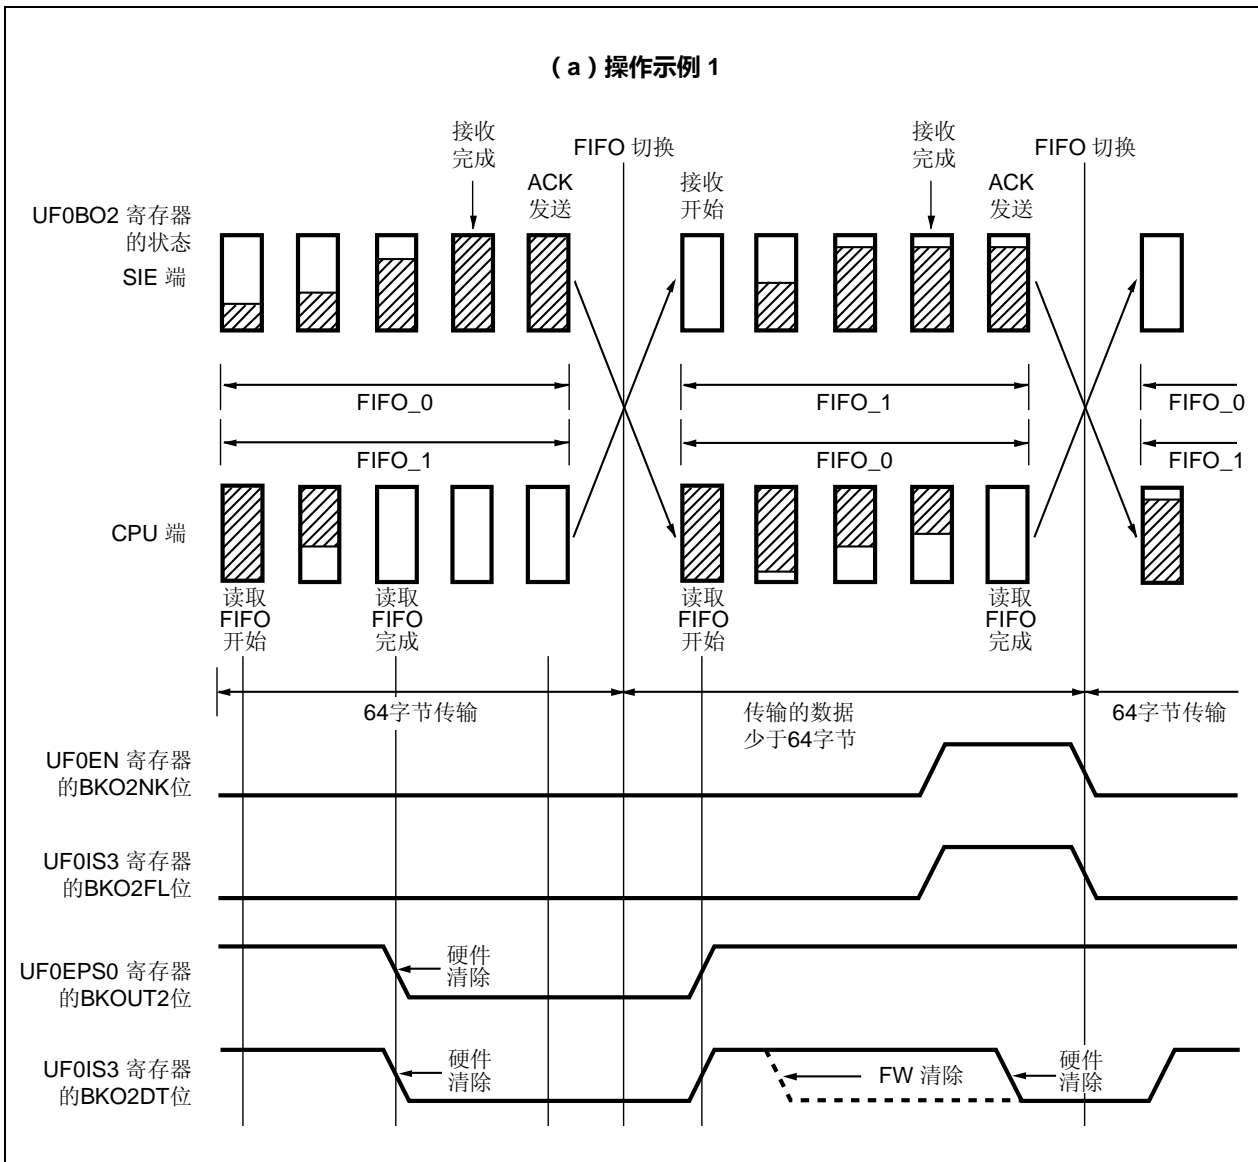 （a）操作示例 1
接收
完成
FIFO 切换
接收
完成
FIFO 切换
ACK
发送
接收
开始
ACK
发送
UF0BO2 寄存器
的状态
SIE 端
FIFO_0
FIFO_1
FIFO_0
FIFO_1
FIFO_0
FIFO_1
CPU 端
读取
FIFO
开始
读取
FIFO
完成
读取
FIFO
开始
读取
FIFO
完成
64字节传输
传输的数据
少于64字节
64字节传输
UF0EN 寄存器
的BKO2NK位
UF0IS3 寄存器
的BKO2FL位
UF0EPS0 寄存器
的BKOUT2位
硬件
清除
UF0IS3 寄存器
的BKO2DT位
硬件
清除
FW 清除
硬件
清除